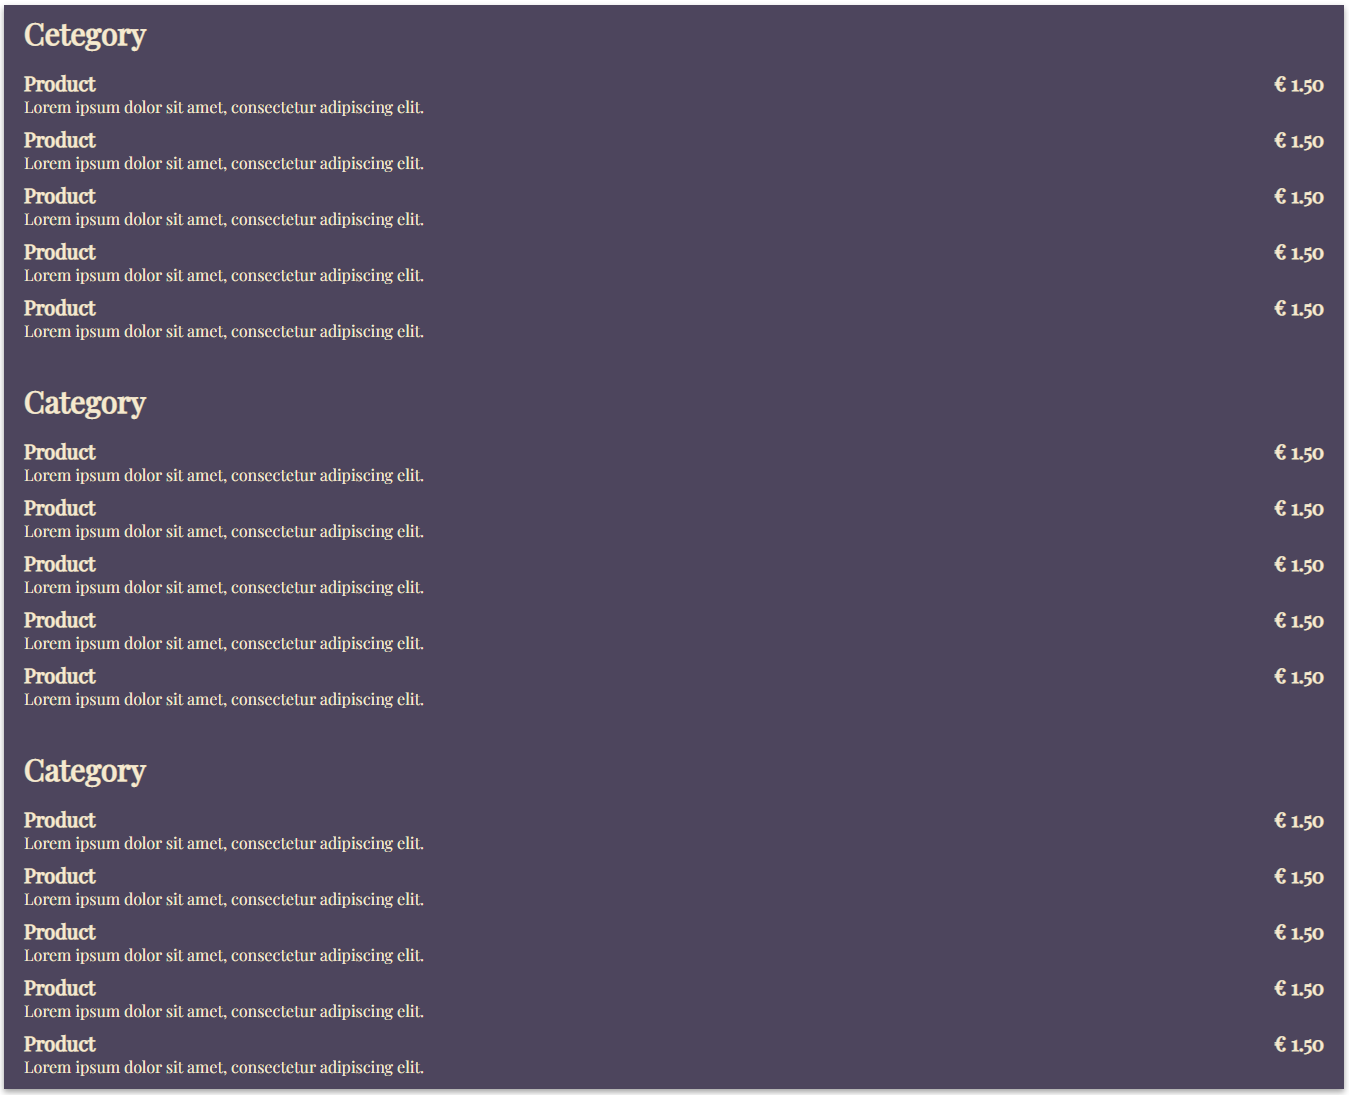 Cetegory
Product € 1.50
Lorem ipsum dolor sit amet, consectetur adipiscing elit.
Product € 1.50
Lorem ipsum dolor sit amet, consectetur adipiscing elit.
Product € 1.50
Lorem ipsum dolor sit amet, consectetur adipiscing elit.
Product € 1.50
Lorem ipsum dolor sit amet, consectetur adipiscing elit.
Product € 1.50
Lorem ipsum dolor sit amet, consectetur adipiscing elit.
Category
Product € 1.50
Lorem ipsum dolor sit amet, consectetur adipiscing elit.
Product € 1.50
Lorem ipsum dolor sit amet, consectetur adipiscing elit.
Product € 1.50
Lorem ipsum dolor sit amet, consectetur adipiscing elit.
Product € 1.50
Lorem ipsum dolor sit amet, consectetur adipiscing elit.
Product € 1.50
Lorem ipsum dolor sit amet, consectetur adipiscing elit.
Category
Product € 1.50
Lorem ipsum dolor sit amet, consectetur adipiscing elit.
Product € 1.50
Lorem ipsum dolor sit amet, consectetur adipiscing elit.
Product € 1.50
Lorem ipsum dolor sit amet, consectetur adipiscing elit.
Product € 1.50
Lorem ipsum dolor sit amet, consectetur adipiscing elit.
Product € 1.50
Lorem ipsum dolor sit amet, consectetur adipiscing elit.